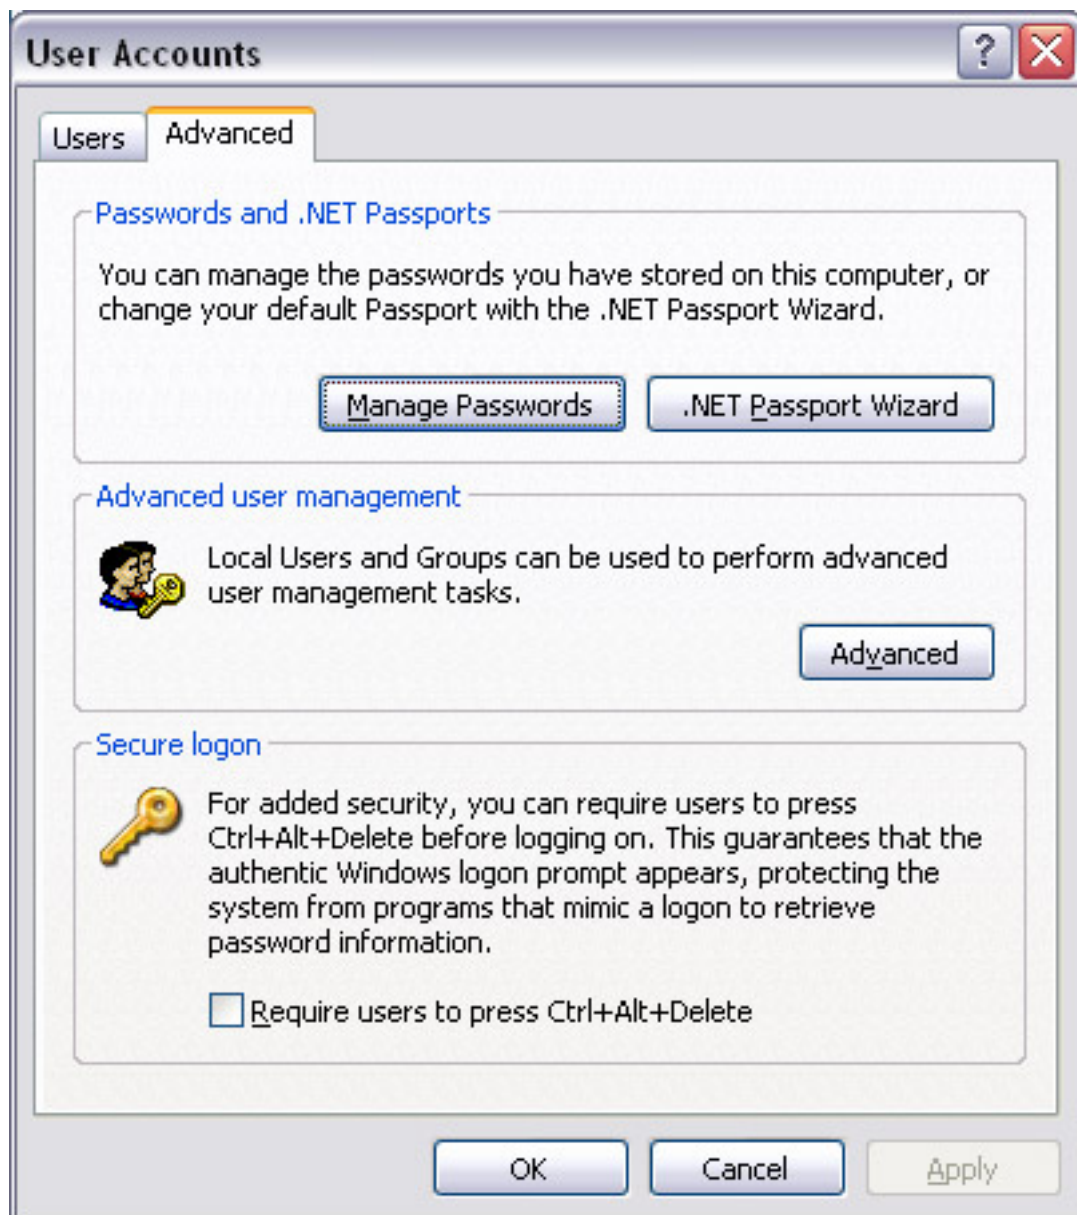 User Accounts
Users
Advanced
Passwords and .NET Passports
You can manage the passwords you have stored on this computer, or
change your default Passport with the .NET Passport Wizard.
Manage Passwords
.NET Passport Wizard
Advanced user management
Local Users and Groups can be used to perform advanced
user management tasks.
Advanced
Secure logon
For added security, you can require users to press
Ctrl+Alt+Delete before logging on. This guarantees that the
authentic Windows logon prompt appears, protecting the
system from programs that mimic a logon to retrieve
password information.
Require users to press Ctrl+Alt+Delete
OK
Cancel
Apply